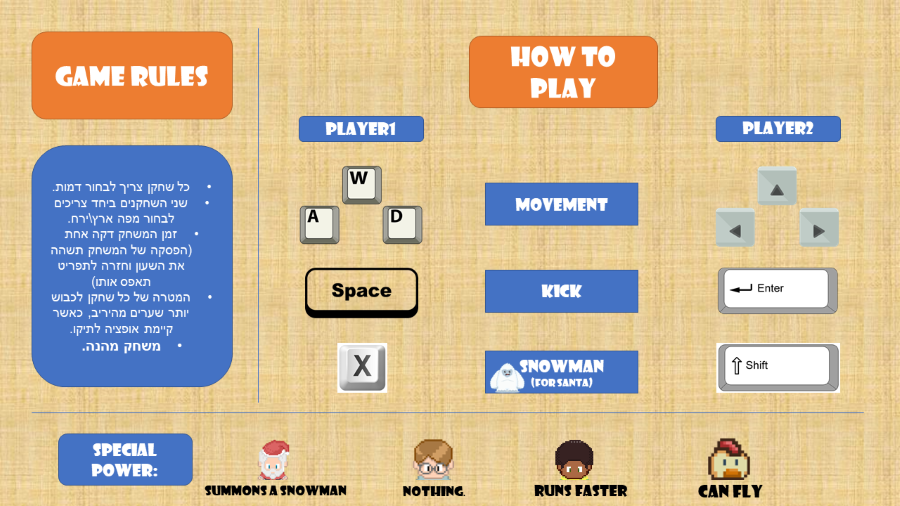 GAME RULES
כל שחקן צריך לבחור דמות.
שני השחקנים ביחד צריכים
לבחור מפה ארץ\ירח.
זמן המשחק דקה אחת
(הפסקה של המשחק תשהה
את השעון וחזרה לתפריט
תאפס אותו)
המטרה של כל שחקן לכבוש
יותר שערים מהיריב, כאשר
קיימת אופציה לתיקו.
משחק מהנה.
HOW TO
PLAY
PLAYER1
PLAYER2
W
A
D
MOVEMENT
Space
KICK
Enter
X
SNOWMAN
(FOR SANTA)
Shift
SPECIAL
POWER:
SUMMONS A SNOWMAN
NOTHING.
RUNS FASTER
CAN FLY